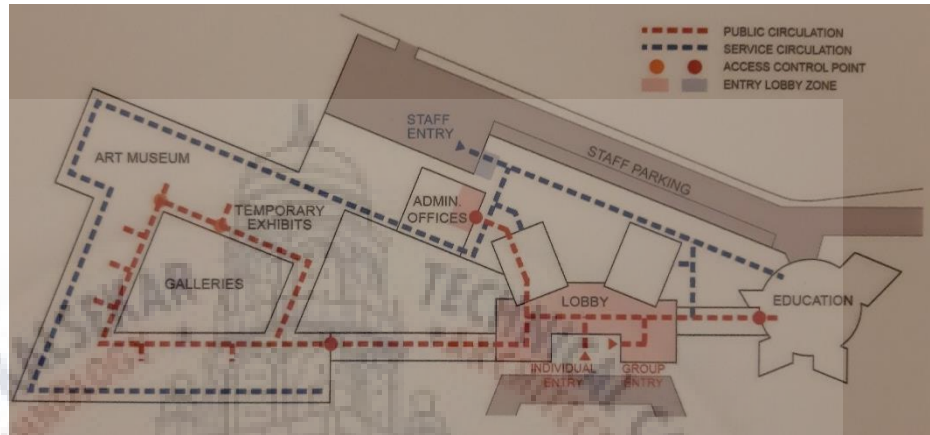 PUBLIC CIRCULATION
SERVICE CIRCULATION
ACCESS CONTROL POINT
ENTRY LOBBY ZONE
STAFF
ENTRY
STAFF PARKING
ART MUSEUM
ADMIN.
OFFICES
TEMPORARY
EXHIBITS
GALLERIES
LOBBY
EDUCATION
INDIVIDUAL
ENTRY
GROUP
ENTRY